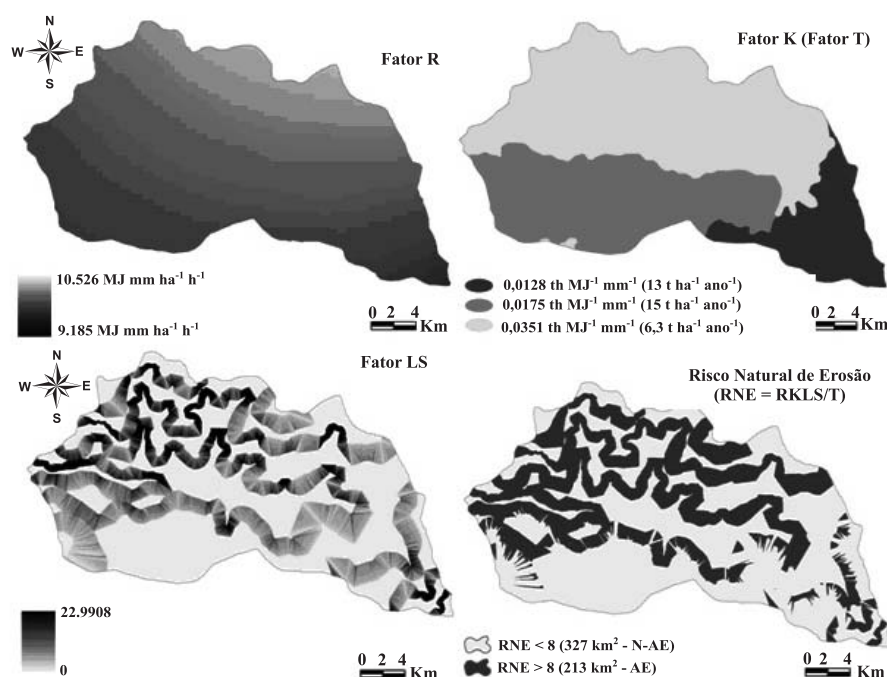 N
W E
S
Fator R
10.526 MJ mm ha⁻¹ h⁻¹
9.185 MJ mm ha⁻¹ h⁻¹
0 2 4
Km
Fator K (Fator T)
0,0128 th MJ⁻¹ mm⁻¹ (13 t ha⁻¹ ano⁻¹)
0,0175 th MJ⁻¹ mm⁻¹ (15 t ha⁻¹ ano⁻¹)
0,0351 th MJ⁻¹ mm⁻¹ (6,3 t ha⁻¹ ano⁻¹)
0 2 4
Km
N
W E
S
Fator LS
22.9908
0
0 2 4
Km
Risco Natural de Erosão
(RNE = RKLS/T)
RNE < 8 (327 km² - N-AE)
RNE > 8 (213 km² - AE)
0 2 4
Km